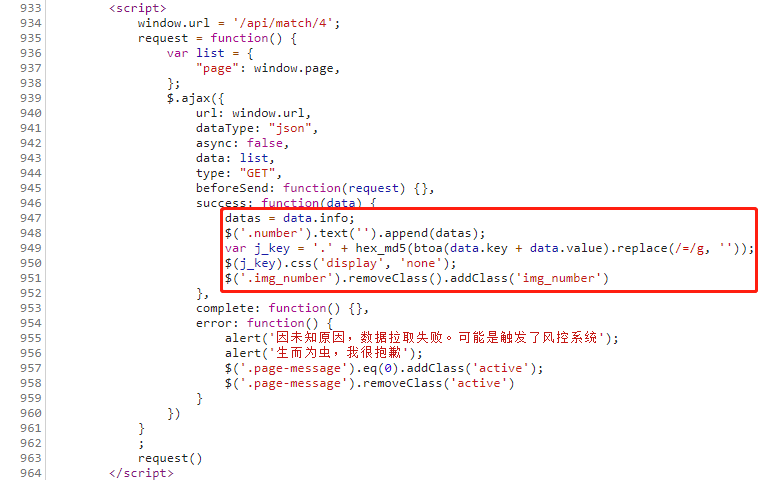 933 <script>
934 window.url = '/api/match/4';
935 request = function() {
936 var list = {
937 "page": window.page,
938 };
939 $.ajax({
940 url: window.url,
941 dataType: "json",
942 async: false,
943 data: list,
944 type: "GET",
945 beforeSend: function(request) {},
946 success: function(data) {
947 datas = data.info;
948 $('.number').text('').append(datas);
949 var j_key = '.' + hex_md5(btoa(data.key + data.value).replace(/=/g, ''));
950 $(j_key).css('display', 'none');
951 $('.img_number').removeClass().addClass('img_number')
952 },
953 complete: function() {},
954 error: function() {
955 alert('因未知原因，数据拉取失败。可能是触发了风控系统');
956 alert('生而为虫，我很抱歉');
957 $('.page-message').eq(0).addClass('active');
958 $('.page-message').removeClass('active')
959 }
960 })
961 }
962 ;
963 request()
964 </script>